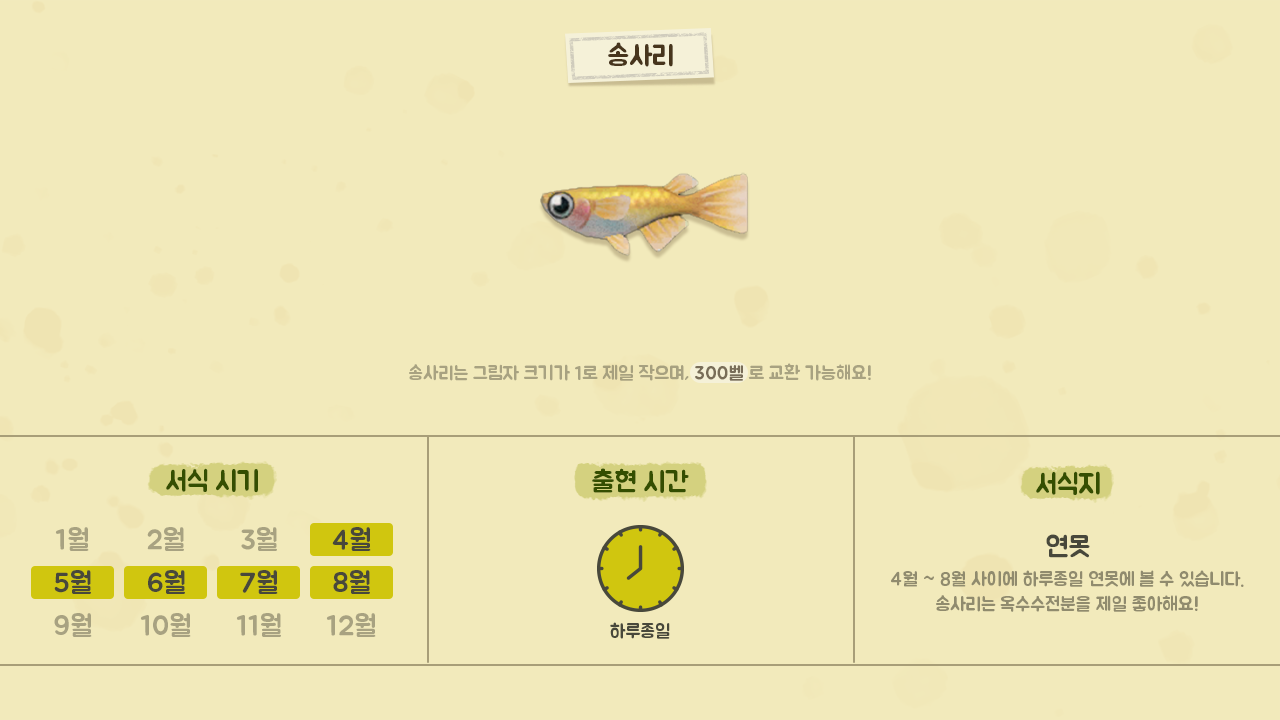 송사리
송사리는 그림자 크기가 1로 제일 작으며, 300벨 로 교환 가능해요!
서식 시기
1월 2월 3월 4월
5월 6월 7월 8월
9월 10월 11월 12월
출현 시간
하루종일
서식지
연못
4월 ~ 8월 사이에 하루종일 연못에 볼 수 있습니다.
송사리는 옥수수전분을 제일 좋아해요!